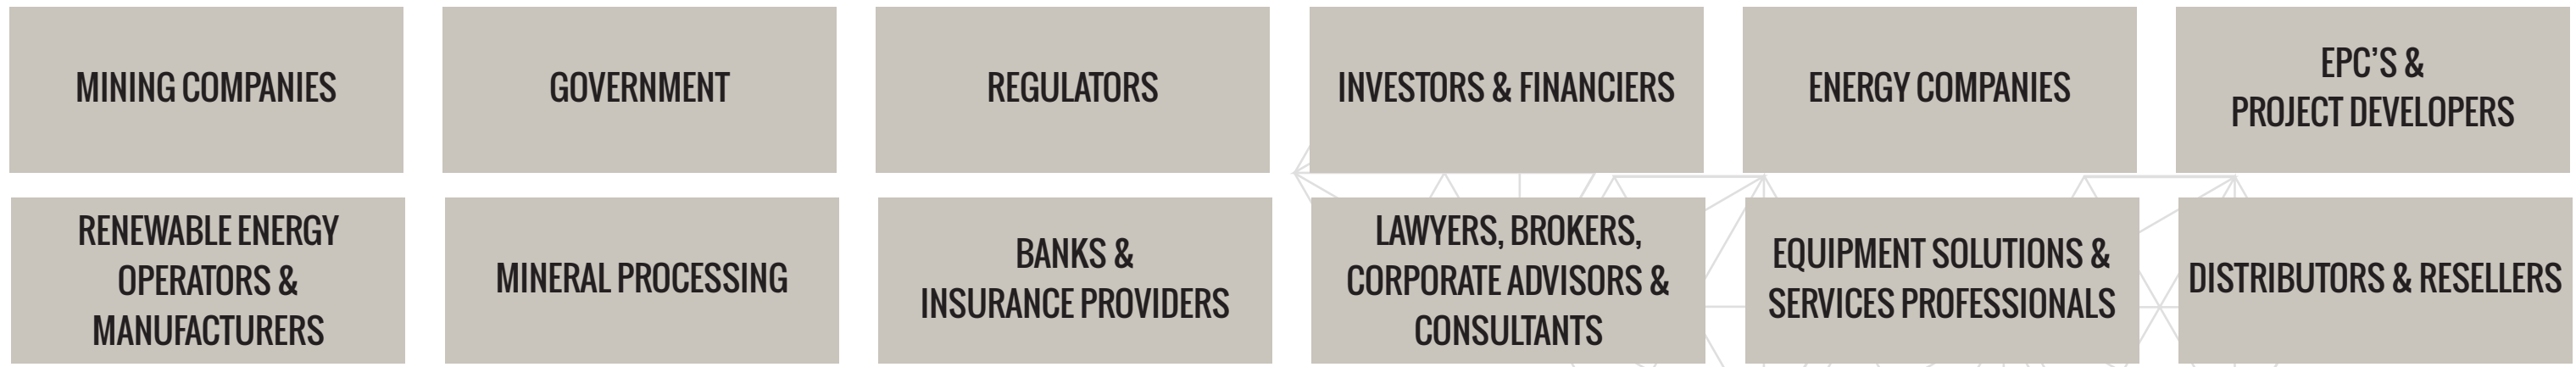 MINING COMPANIES
GOVERNMENT
REGULATORS
INVESTORS & FINANCIERS
ENERGY COMPANIES
EPC’S &
PROJECT DEVELOPERS
RENEWABLE ENERGY
OPERATORS &
MANUFACTURERS
MINERAL PROCESSING
BANKS &
INSURANCE PROVIDERS
LAWYERS, BROKERS,
CORPORATE ADVISORS &
CONSULTANTS
EQUIPMENT SOLUTIONS &
SERVICES PROFESSIONALS
DISTRIBUTORS & RESELLERS